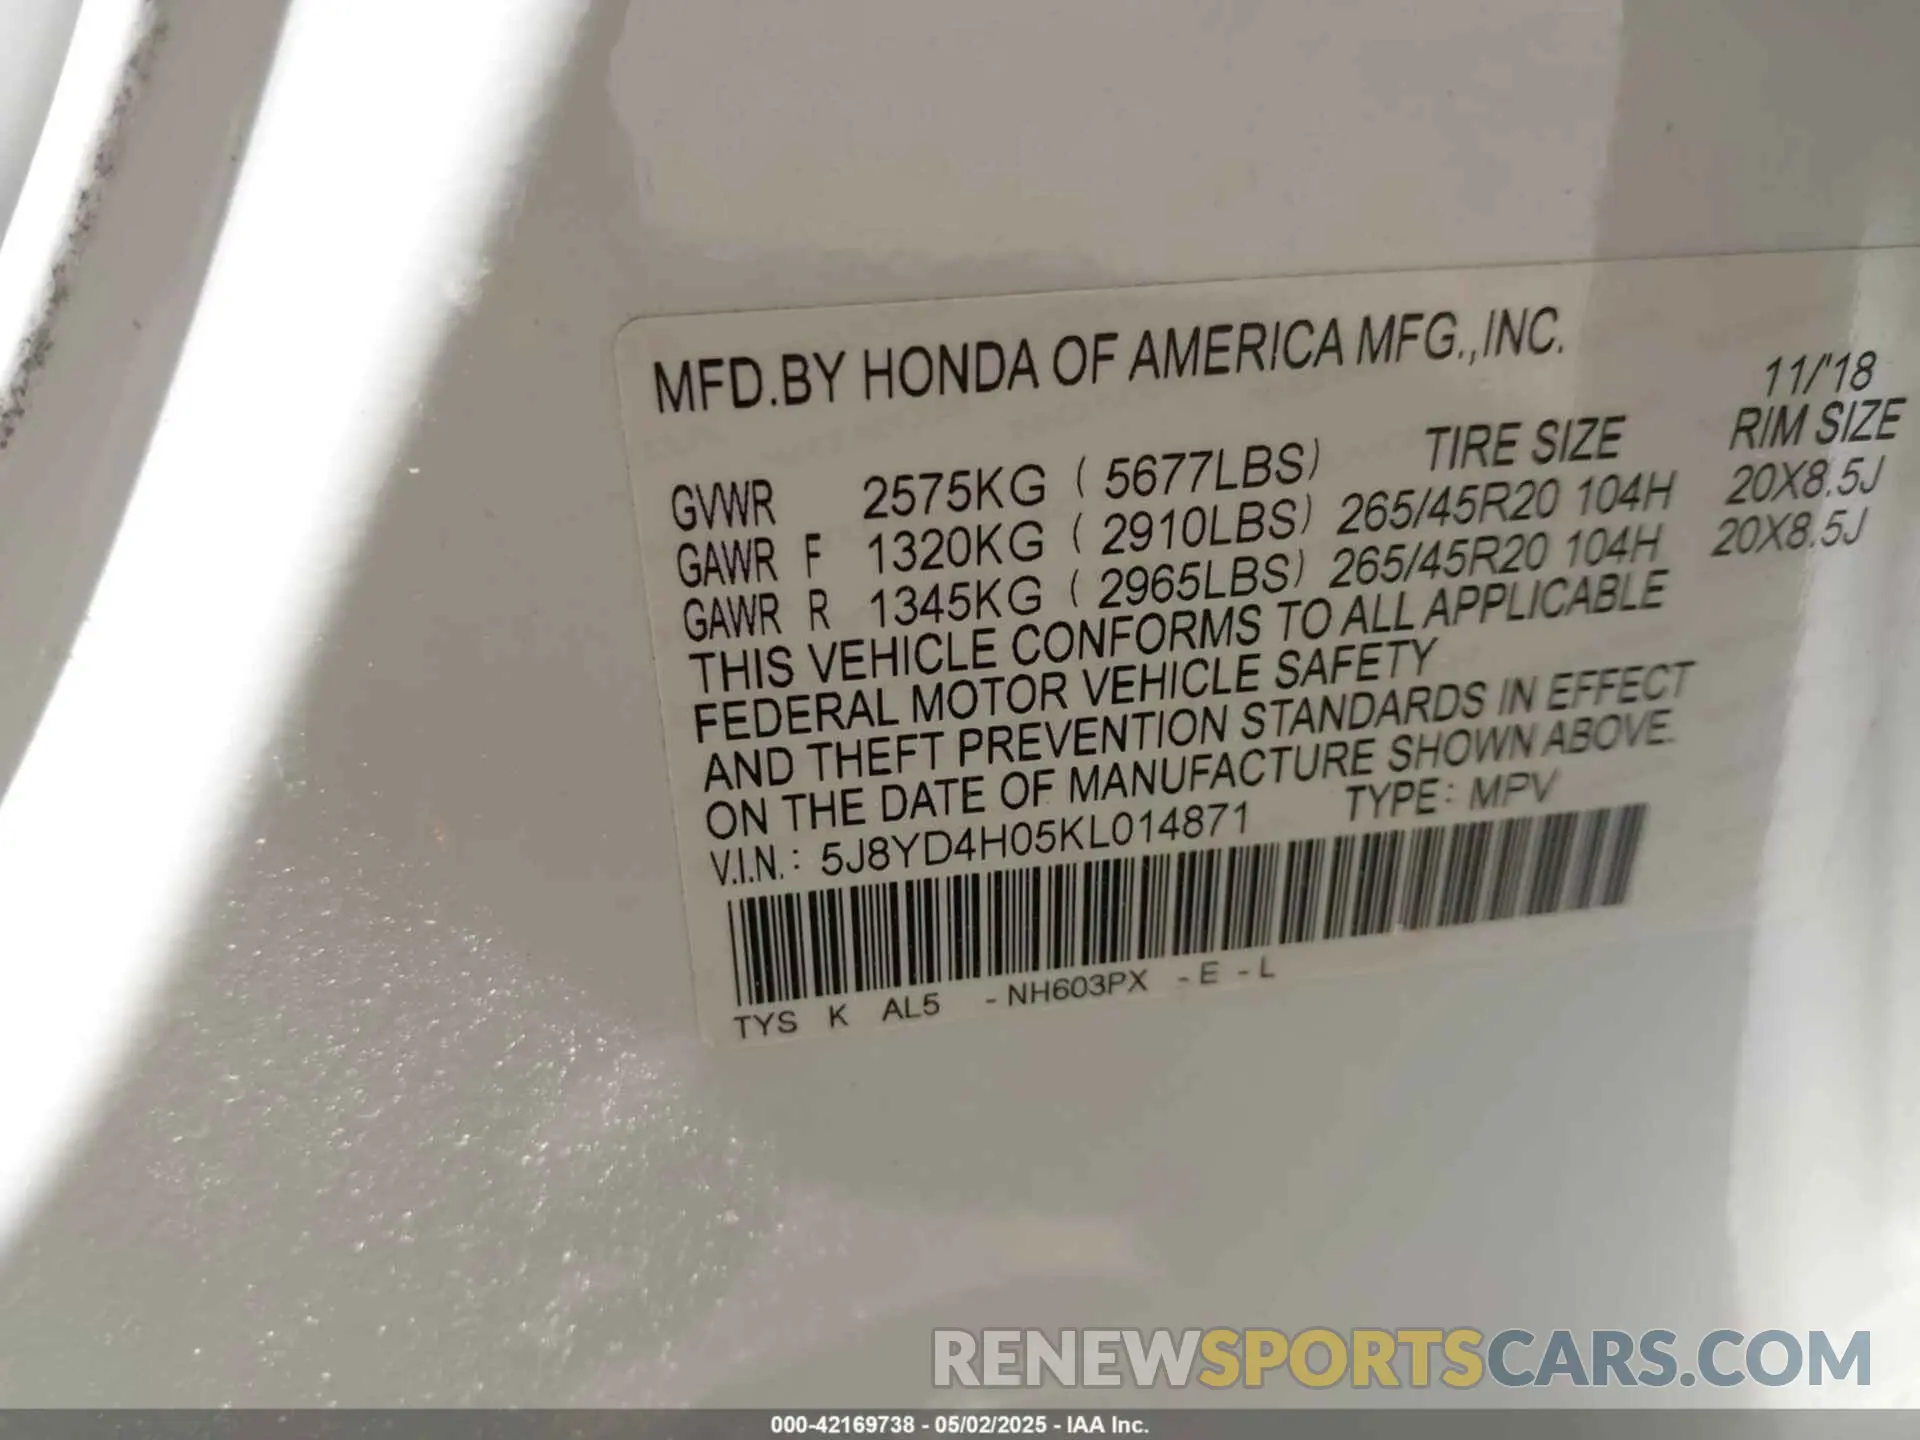 MFD.BY HONDA OF AMERICA MFG.,INC.
11/'18
TIRE SIZE RIM SIZE
GVWR 2575KG ( 5677LBS)
GAWR F 1320KG ( 2910LBS) 265/45R20 104H 20X8.5J
GAWR R 1345KG ( 2965LBS) 265/45R20 104H 20X8.5J
THIS VEHICLE CONFORMS TO ALL APPLICABLE
FEDERAL MOTOR VEHICLE SAFETY
AND THEFT PREVENTION STANDARDS IN EFFECT
ON THE DATE OF MANUFACTURE SHOWN ABOVE.
V.I.N.: 5J8YD4H05KL014871 TYPE: MPV
TYS K AL5 -NH603PX -E -L
RENEWSPORTSCARS.COM
000-42169738 - 05/02/2025 - IAA Inc.